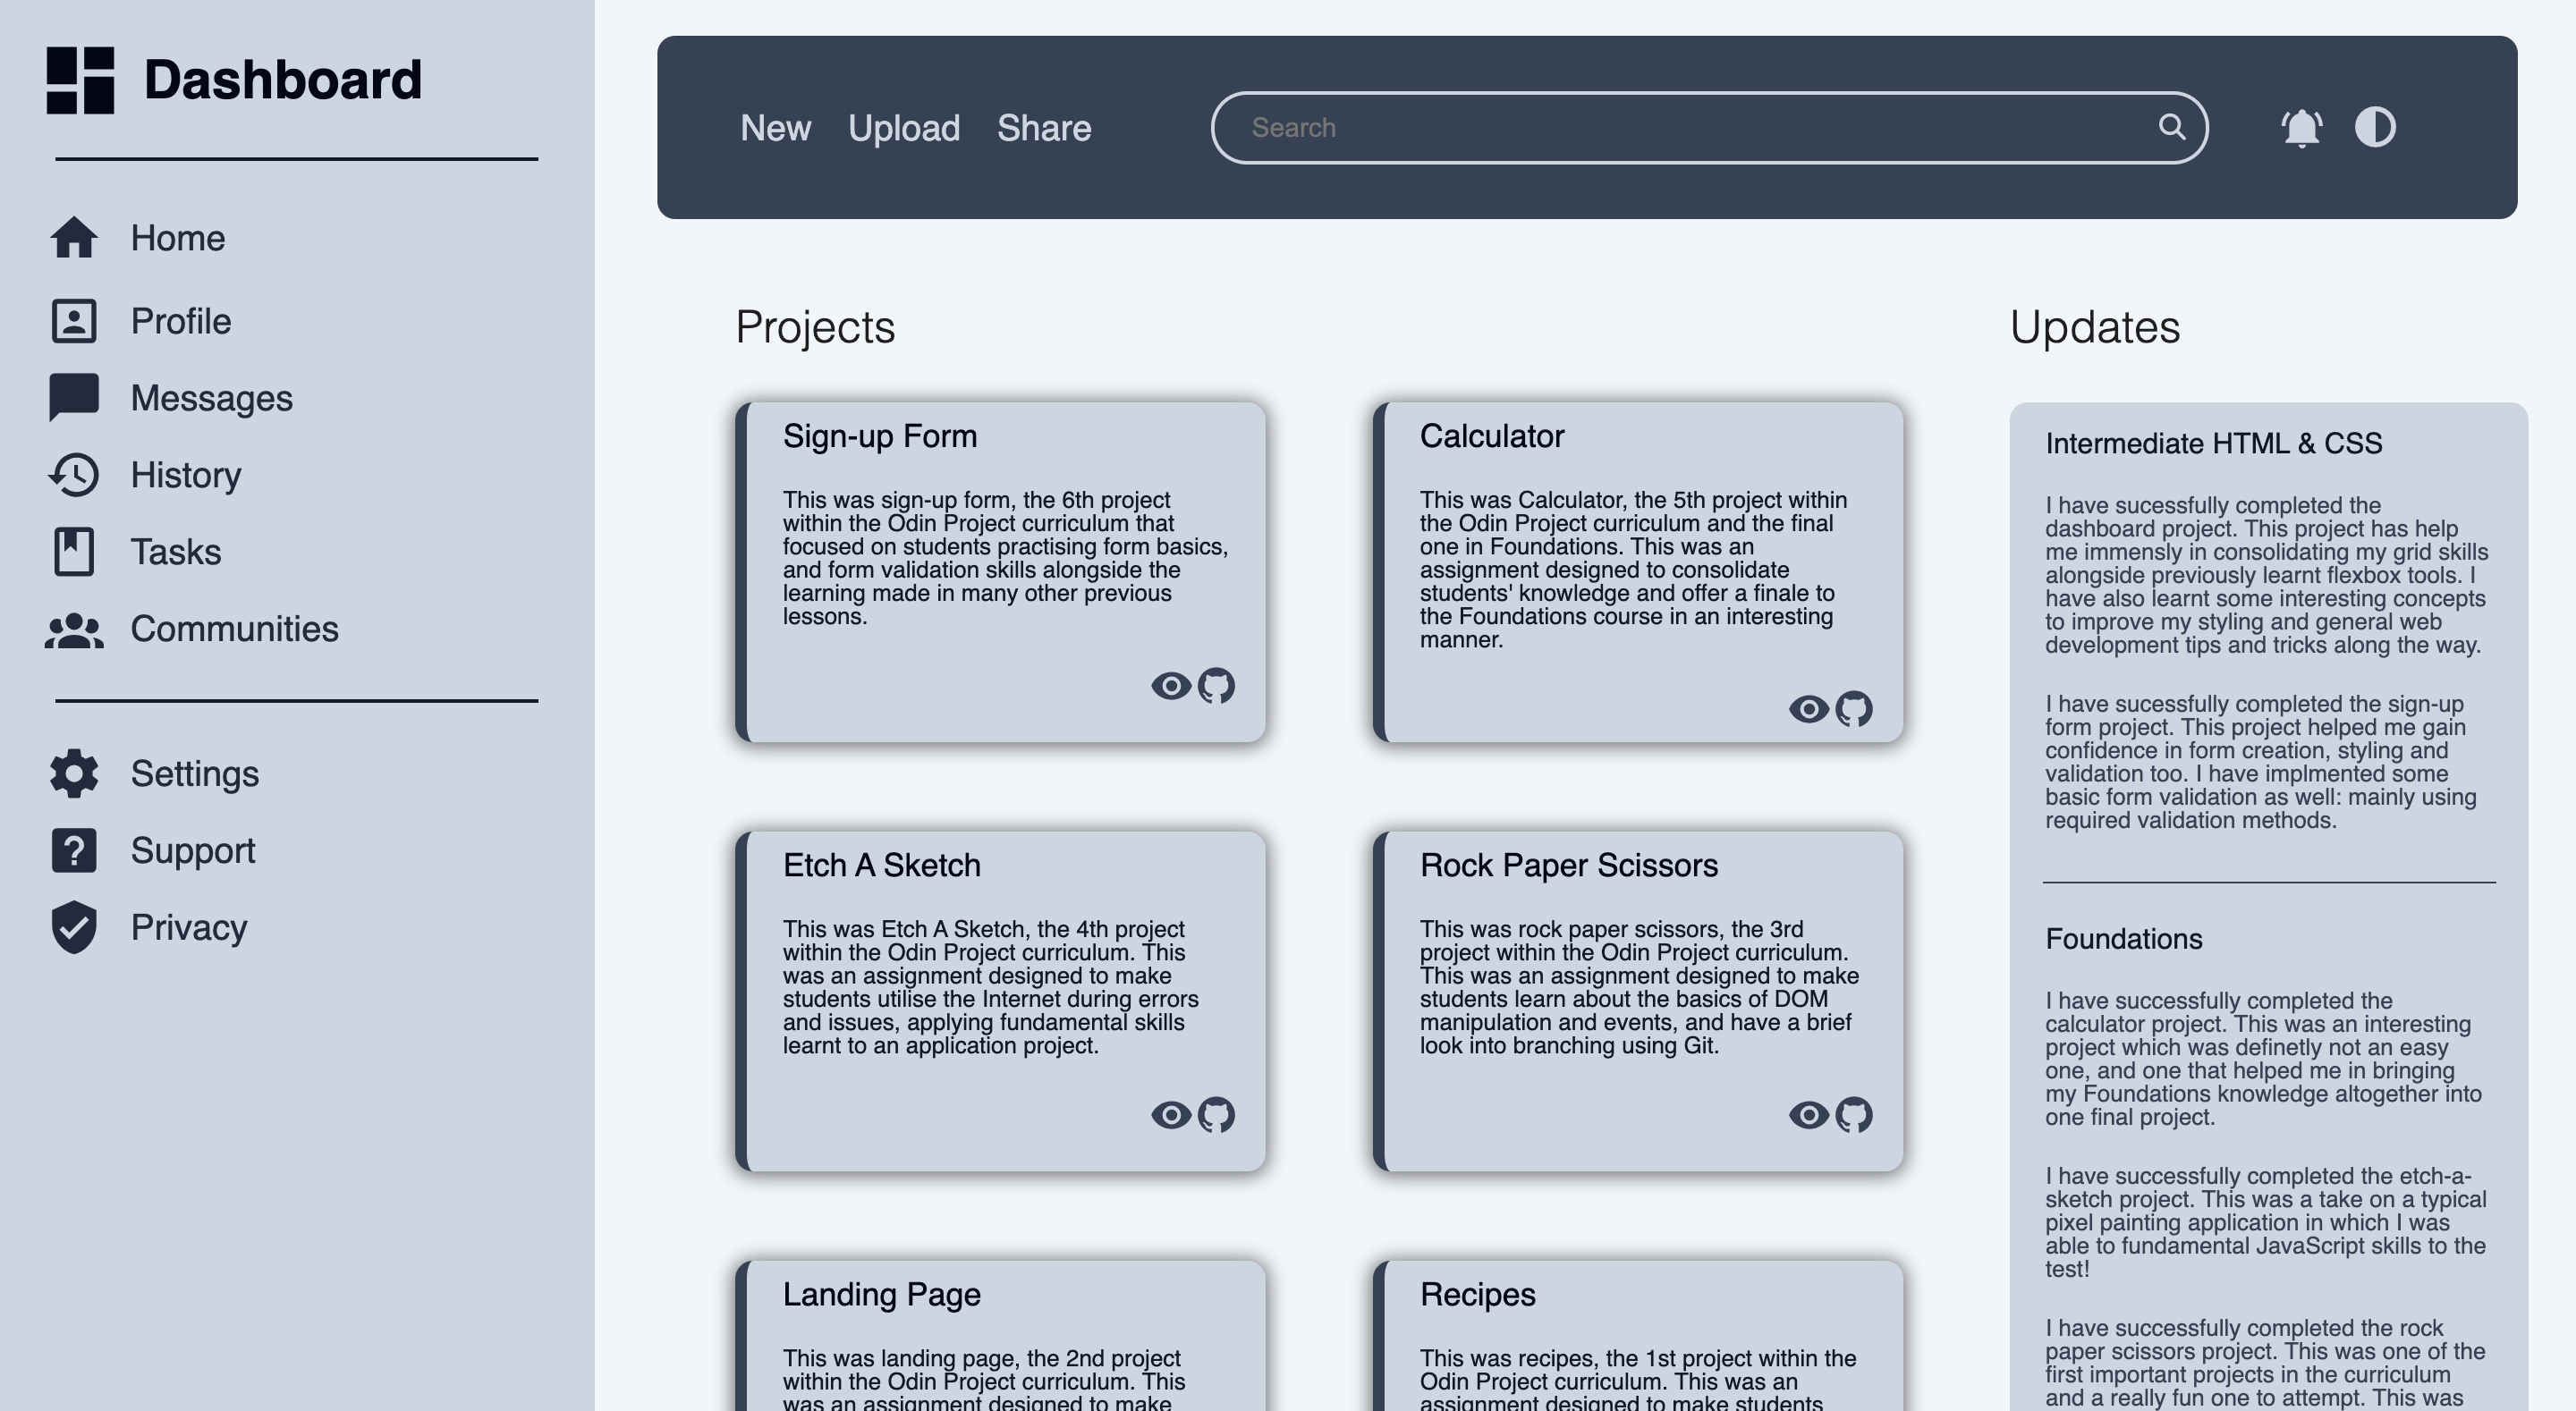 Dashboard
Home
Profile
Messages
History
Tasks
Communities
Settings
Support
Privacy
New
Upload
Share
Search
Projects
Sign-up Form
This was sign-up form, the 6th project
within the Odin Project curriculum that
focused on students practising form basics,
and form validation skills alongside the
learning made in many other previous
lessons.
Calculator
This was Calculator, the 5th project within
the Odin Project curriculum and the final
one in Foundations. This was an
assignment designed to consolidate
students' knowledge and offer a finale to
the Foundations course in an interesting
manner.
Etch A Sketch
This was Etch A Sketch, the 4th project
within the Odin Project curriculum. This
was an assignment designed to make
students utilise the Internet during errors
and issues, applying fundamental skills
learnt to an application project.
Rock Paper Scissors
This was rock paper scissors, the 3rd
project within the Odin Project curriculum.
This was an assignment designed to make
students learn about the basics of DOM
manipulation and events, and have a brief
look into branching using Git.
Landing Page
This was landing page, the 2nd project
within the Odin Project curriculum. This
was an assignment designed to make
Recipes
This was recipes, the 1st project within the
Odin Project curriculum. This was an
assignment designed to make students
Updates
Intermediate HTML & CSS
I have sucessfully completed the
dashboard project. This project has help
me immensly in consolidating my grid skills
alongside previously learnt flexbox tools. I
have also learnt some interesting concepts
to improve my styling and general web
development tips and tricks along the way.
I have sucessfully completed the sign-up
form project. This project helped me gain
confidence in form creation, styling and
validation too. I have implmented some
basic form validation as well: mainly using
required validation methods.
Foundations
I have successfully completed the
calculator project. This was an interesting
project which was definetly not an easy
one, and one that helped me in bringing
my Foundations knowledge altogether into
one final project.
I have successfully completed the etch-a-
sketch project. This was a take on a typical
pixel painting application in which I was
able to fundamental JavaScript skills to the
test!
I have successfully completed the rock
paper scissors project. This was one of the
first important projects in the curriculum
and a really fun one to attempt. This was